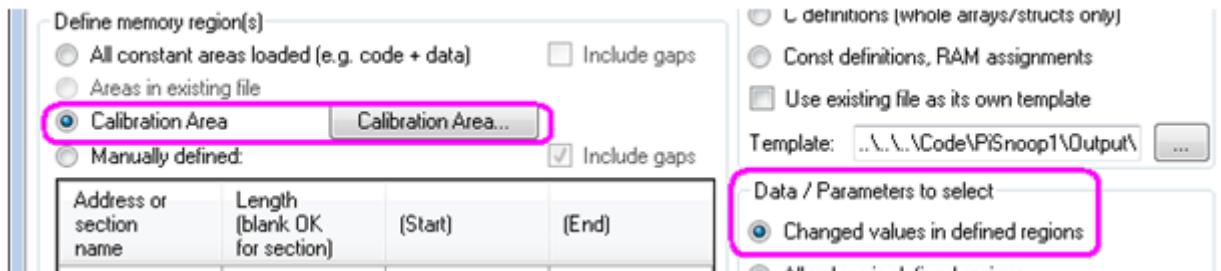 Define memory region(s)
All constant areas loaded (e.g. code + data)
Include gaps
Areas in existing file
Calibration Area
Calibration Area...
Manually defined:
Include gaps
Address or
section
name
Length
(blank OK
for section)
(Start)
(End)
C definitions (whole arrays/structs only)
Const definitions, RAM assignments
Use existing file as its own template
Template:
..\..\..\Code\PiSnoop1\Output\
...
Data / Parameters to select
Changed values in defined regions